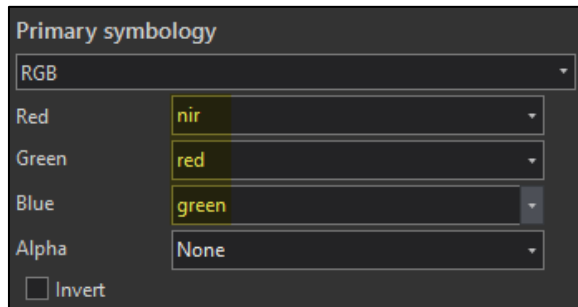 Primary symbology
RGB
Red nir
Green red
Blue green
Alpha None
Invert